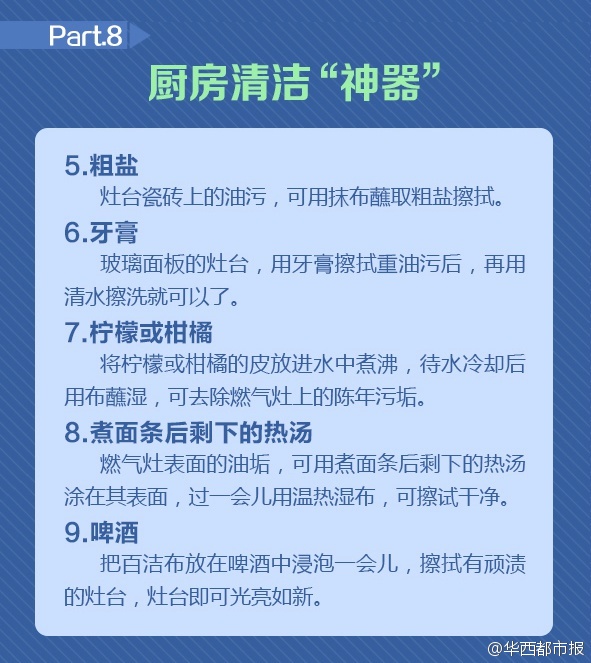 Part.8
厨房清洁“神器”
5.粗盐
灶台瓷砖上的油污，可用抹布蘸取粗盐擦拭。
6.牙膏
玻璃面板的灶台，用牙膏擦拭重油污后，再用
清水擦洗就可以了。
7.柠檬或柑橘
将柠檬或柑橘的皮放进水中煮沸，待水冷却后
用布蘸湿，可去除燃气灶上的陈年污垢。
8.煮面条后剩下的热汤
燃气灶表面的油垢，可用煮面条后剩下的热汤
涂在其表面，过一会儿用温热湿布，可擦试干净。
9.啤酒
把百洁布放在啤酒中浸泡一会儿，擦拭有顽渍
的灶台，灶台即可光亮如新。
@华西都市报